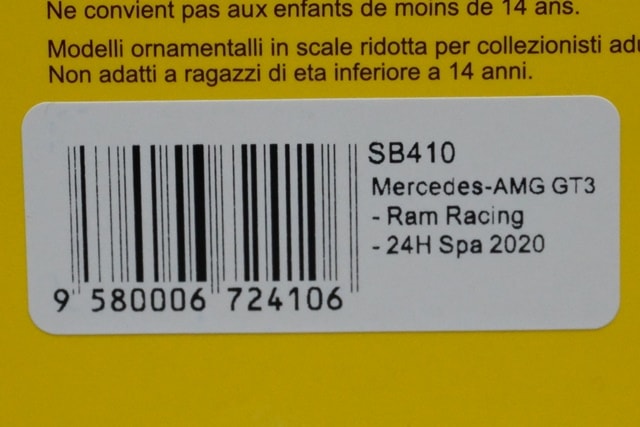 Ne convient pas aux enfants de moins de 14 ans.
Modelli ornamentalli in scale ridotta per collezionisti
Non adatti a ragazzi di eta inferiore a 14 anni.
SB410
Mercedes-AMG GT3
- Ram Racing
- 24H Spa 2020
9 580006 724106